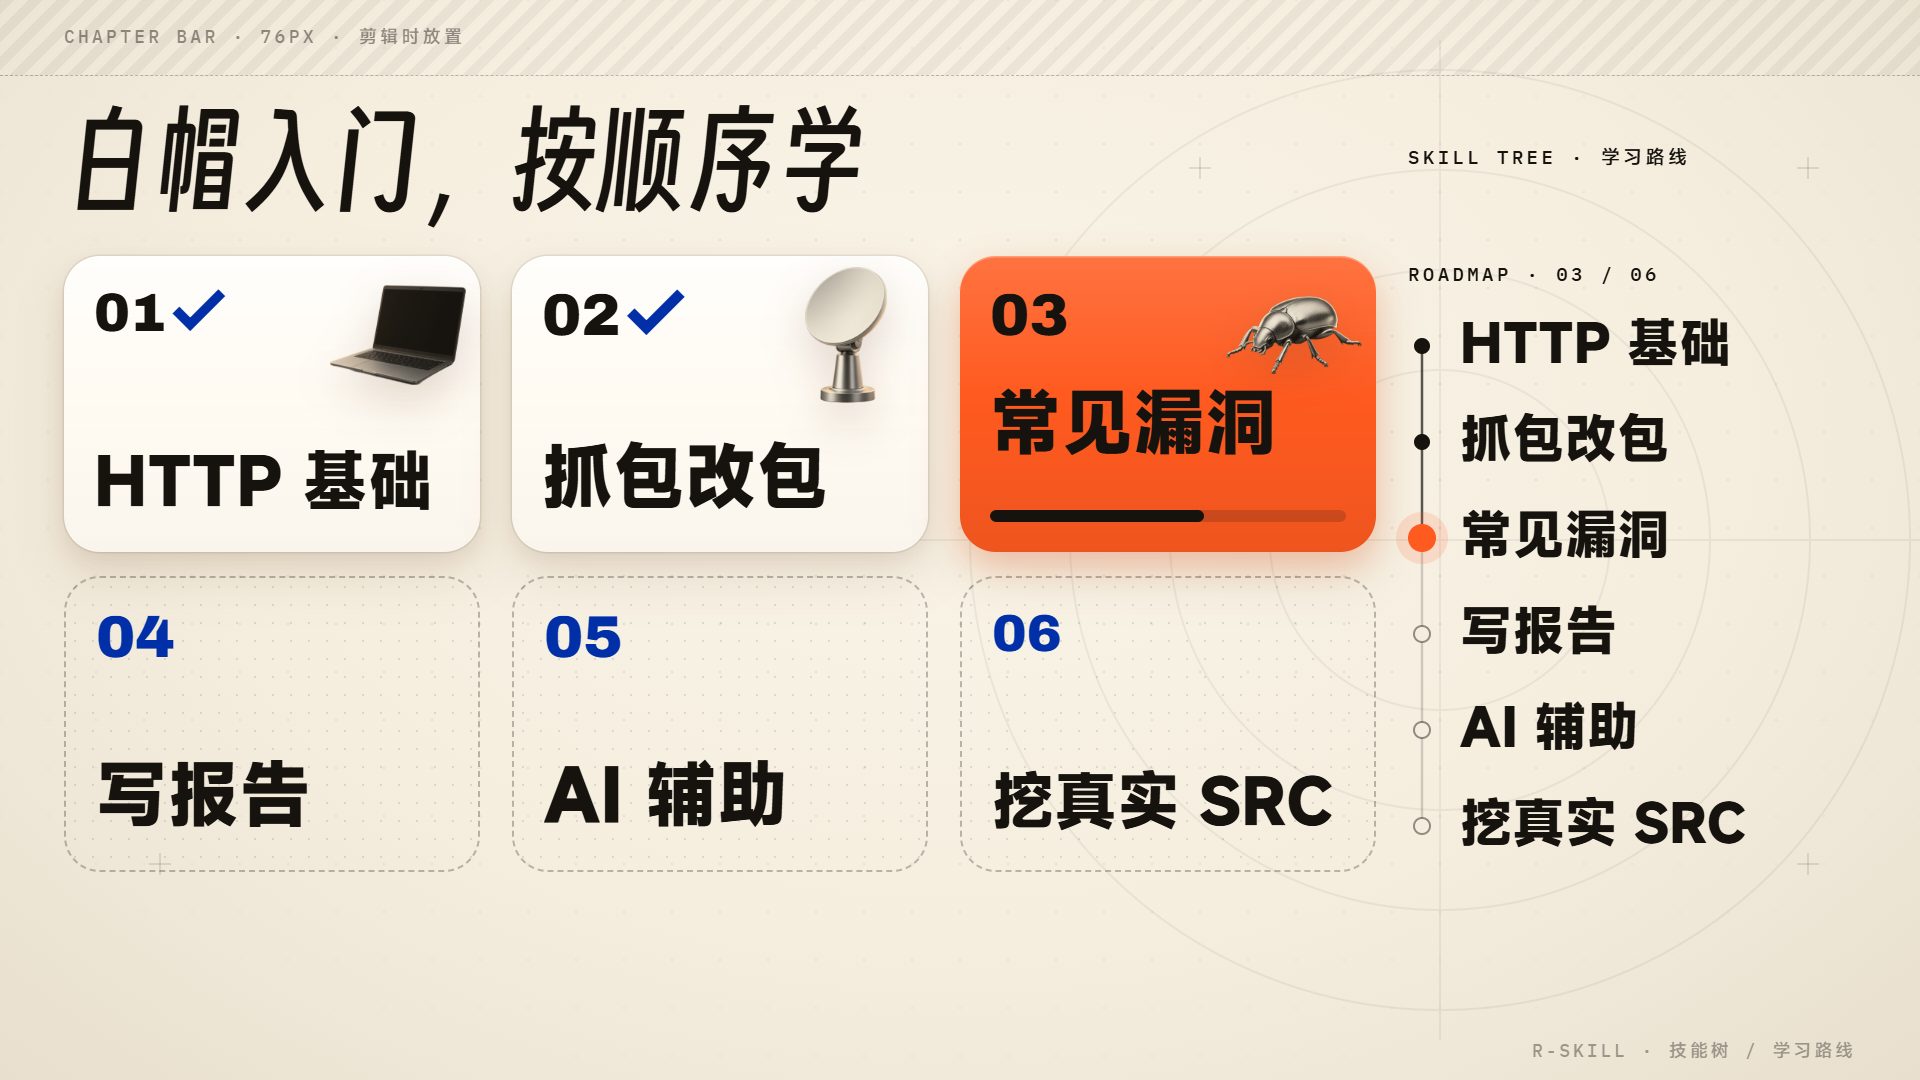 CHAPTER BAR · 76PX · 剪辑时放置
白帽入门，按顺序学
SKILL TREE · 学习路线
01
HTTP 基础
02
抓包改包
03
常见漏洞
04
写报告
05
AI 辅助
06
挖真实 SRC
ROADMAP · 03 / 06
HTTP 基础
抓包改包
常见漏洞
写报告
AI 辅助
挖真实 SRC
R-SKILL · 技能树 / 学习路线